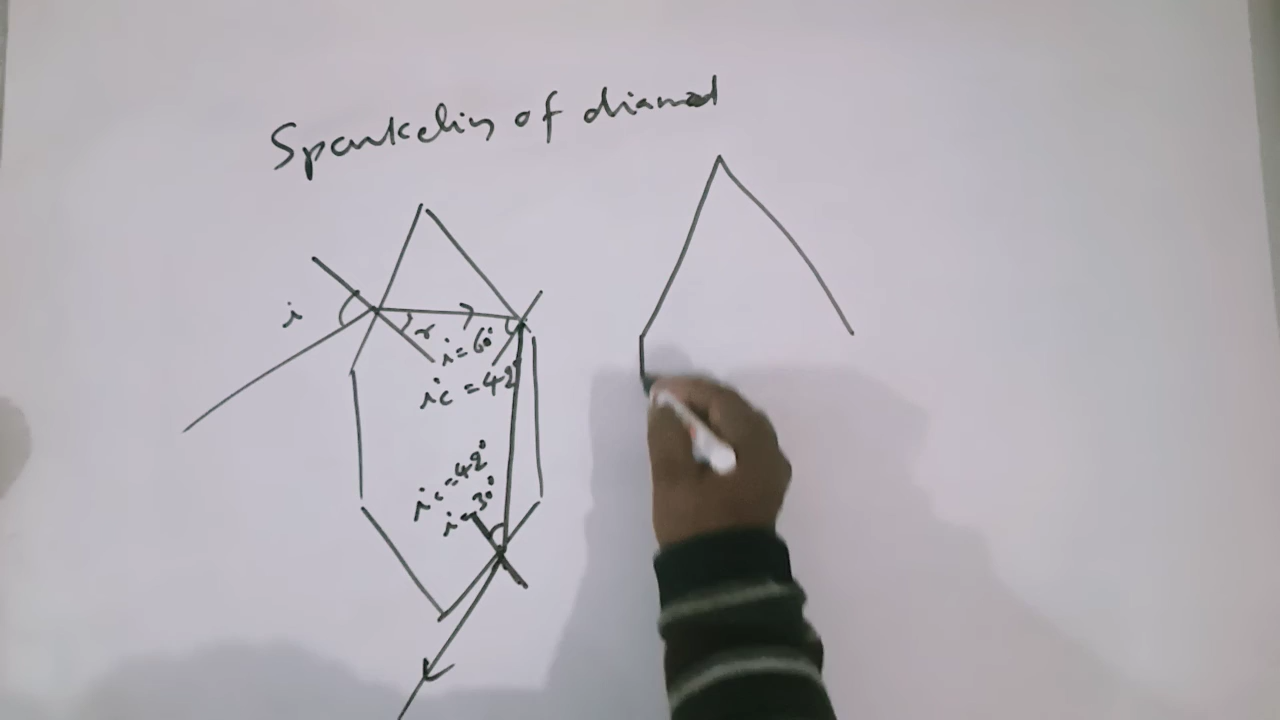 Sparkeling of diamond
i
r
i = 60°
ic = 42°
ic = 42°
i = 30°